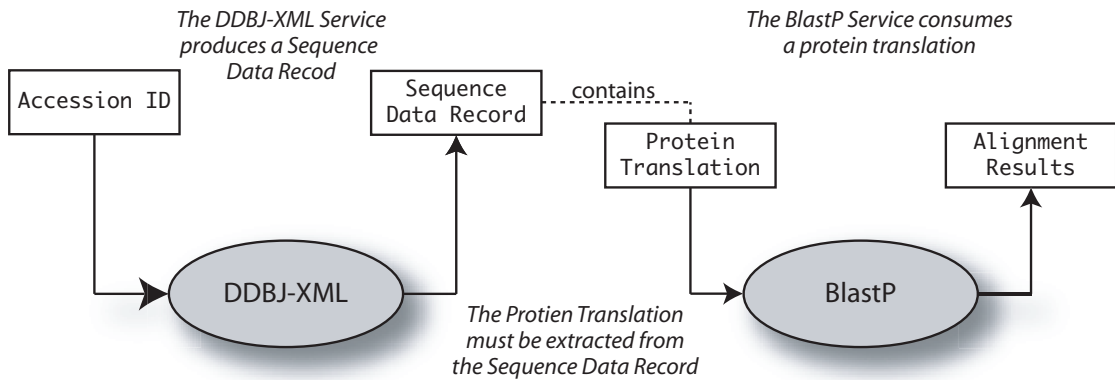 The DDBJ-XML Service
produces a Sequence
Data Recod
The BlastP Service consumes
a protein translation
Accession ID
Sequence
Data Record
contains
Protein
Translation
Alignment
Results
DDBJ-XML
BlastP
The Protien Translation
must be extracted from
the Sequence Data Record